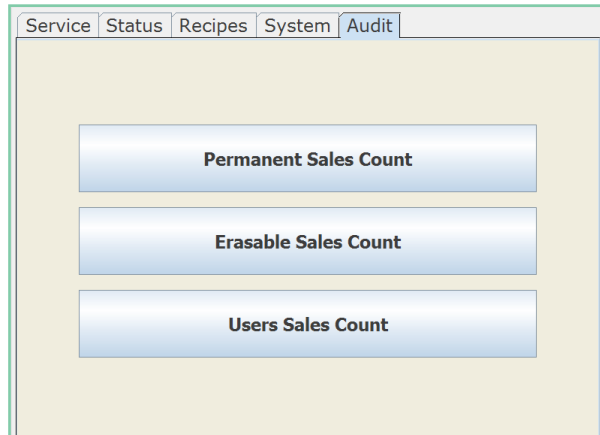 Service Status Recipes System Audit
Permanent Sales Count
Erasable Sales Count
Users Sales Count